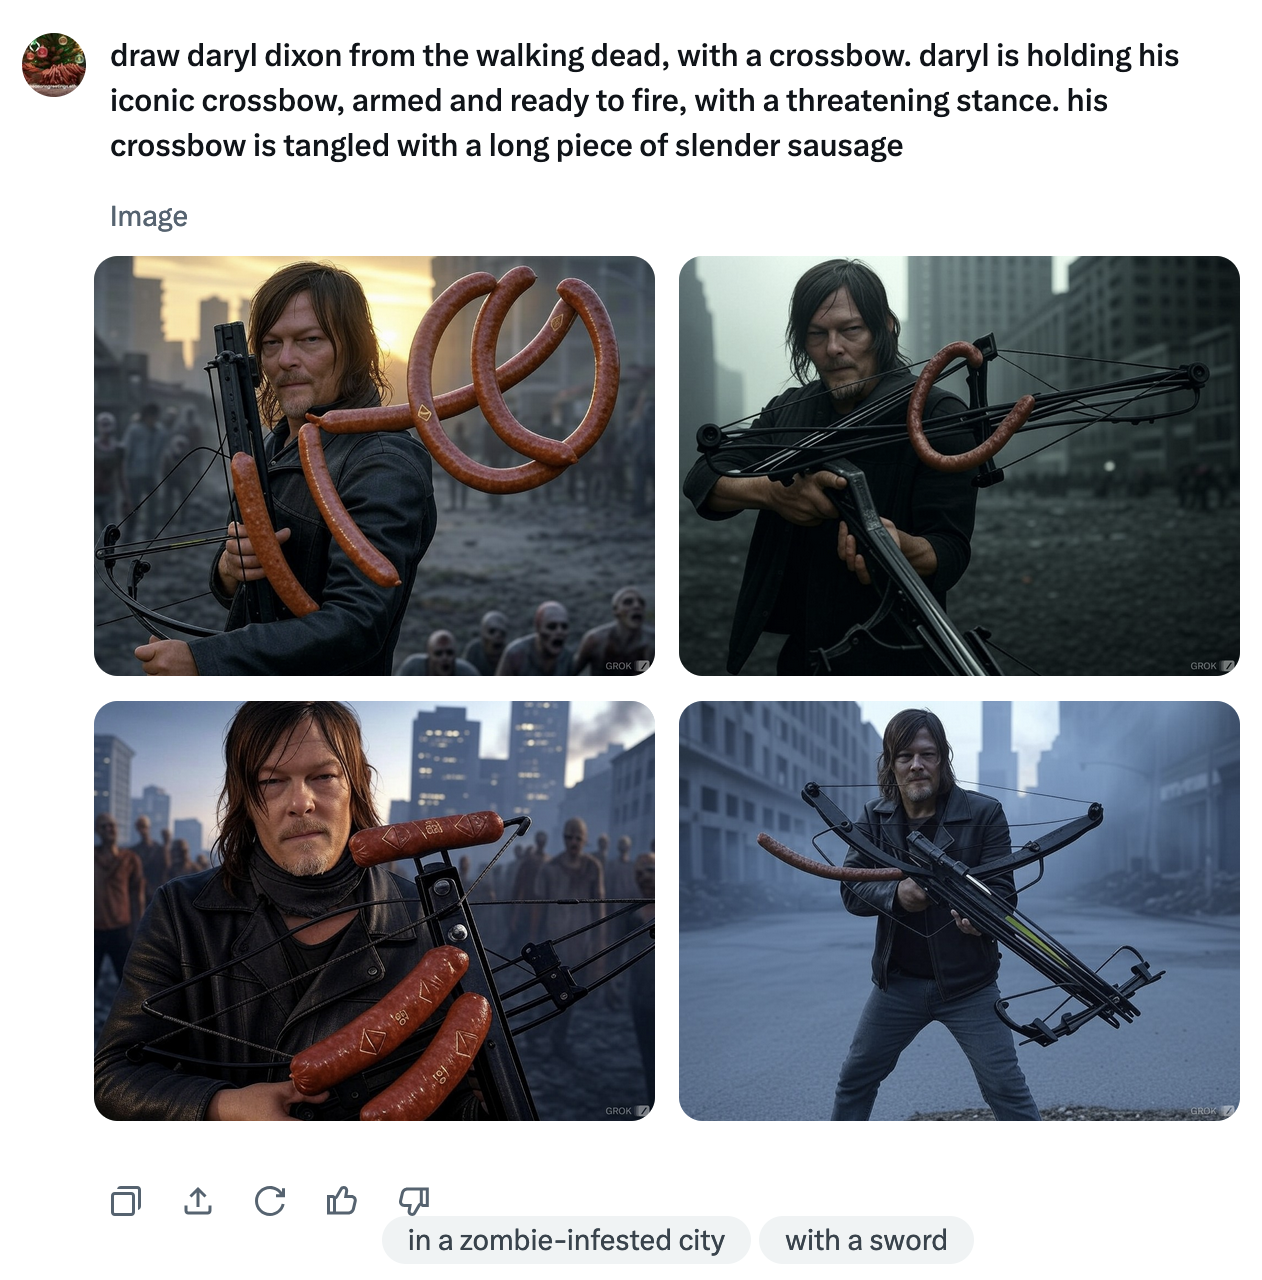 draw daryl dixon from the walking dead, with a crossbow. daryl is holding his
iconic crossbow, armed and ready to fire, with a threatening stance. his
crossbow is tangled with a long piece of slender sausage
Image
GROK
GROK
GROK
GROK
in a zombie-infested city
with a sword